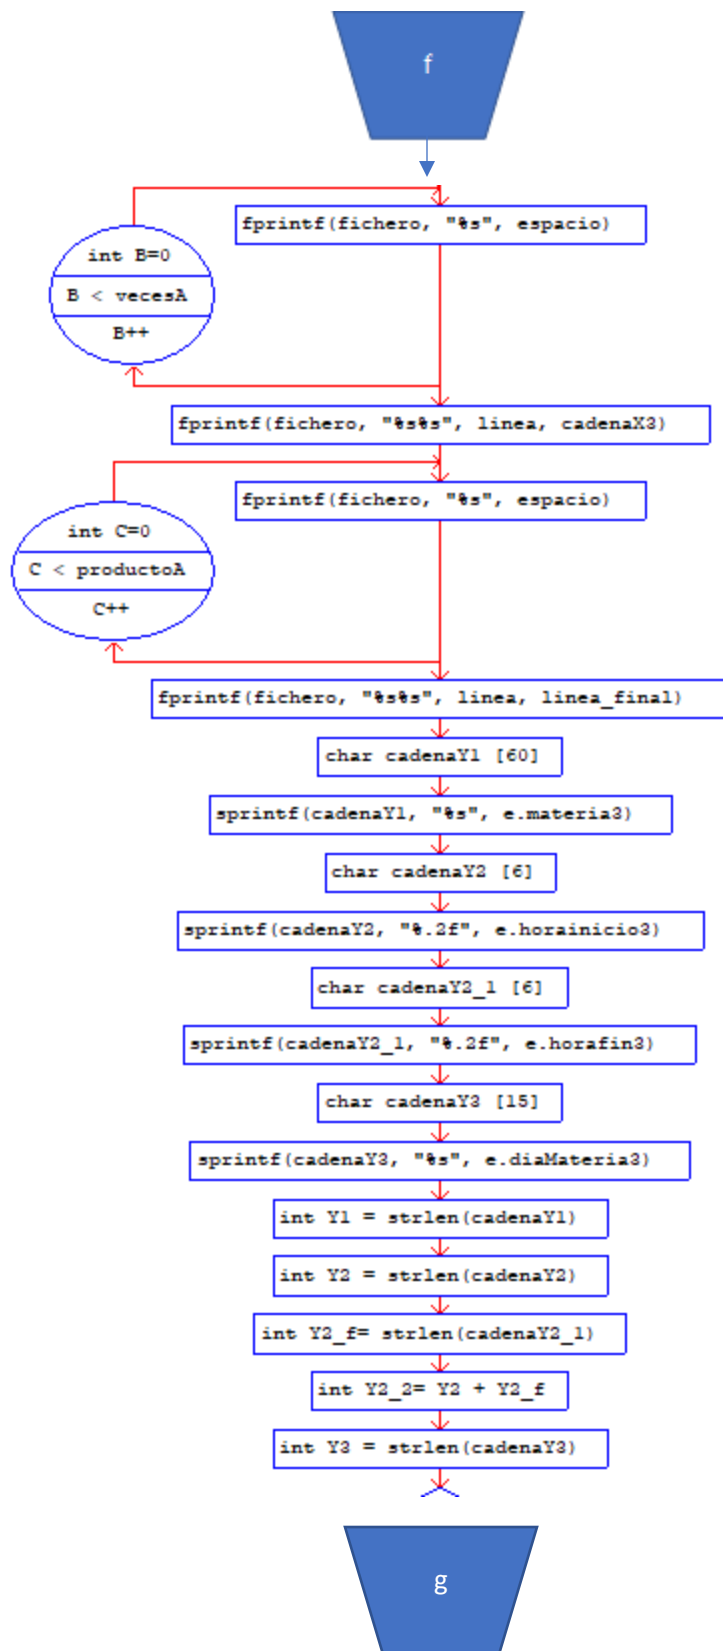 f
fprintf(fichero, "%s", espacio)
int B=0
B < vecesA
B++
fprintf(fichero, "%s%s", linea, cadenaX3)
fprintf(fichero, "%s", espacio)
int C=0
C < productoA
C++
fprintf(fichero, "%s%s", linea, linea_final)
char cadenaY1 [60]
sprintf(cadenaY1, "%s", e.materia3)
char cadenaY2 [6]
sprintf(cadenaY2, "%.2f", e.horainicio3)
char cadenaY2_1 [6]
sprintf(cadenaY2_1, "%.2f", e.horafin3)
char cadenaY3 [15]
sprintf(cadenaY3, "%s", e.diaMateria3)
int Y1 = strlen(cadenaY1)
int Y2 = strlen(cadenaY2)
int Y2_f= strlen(cadenaY2_1)
int Y2_2= Y2 + Y2_f
int Y3 = strlen(cadenaY3)
g